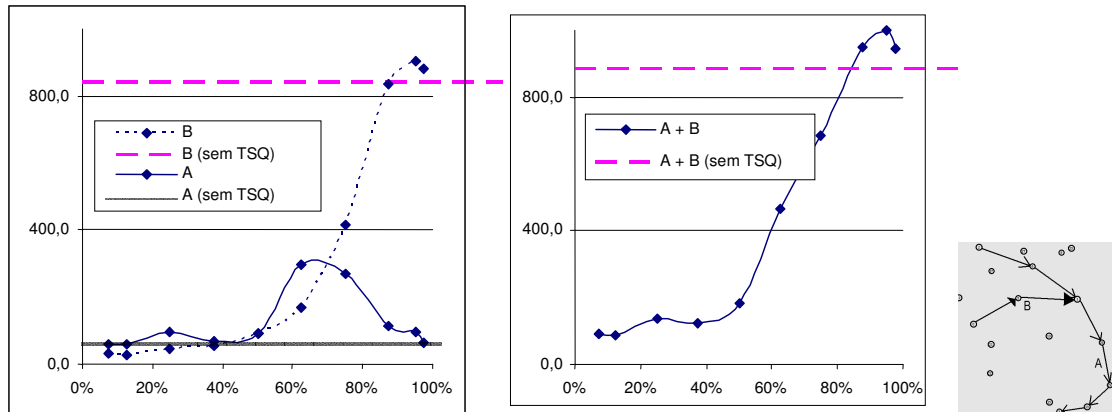 800,0
400,0
0,0
0% 20% 40% 60% 80% 100%
B
B (sem TSQ)
A
A (sem TSQ)
800,0
400,0
0,0
0% 20% 40% 60% 80% 100%
A + B
A + B (sem TSQ)
B
A